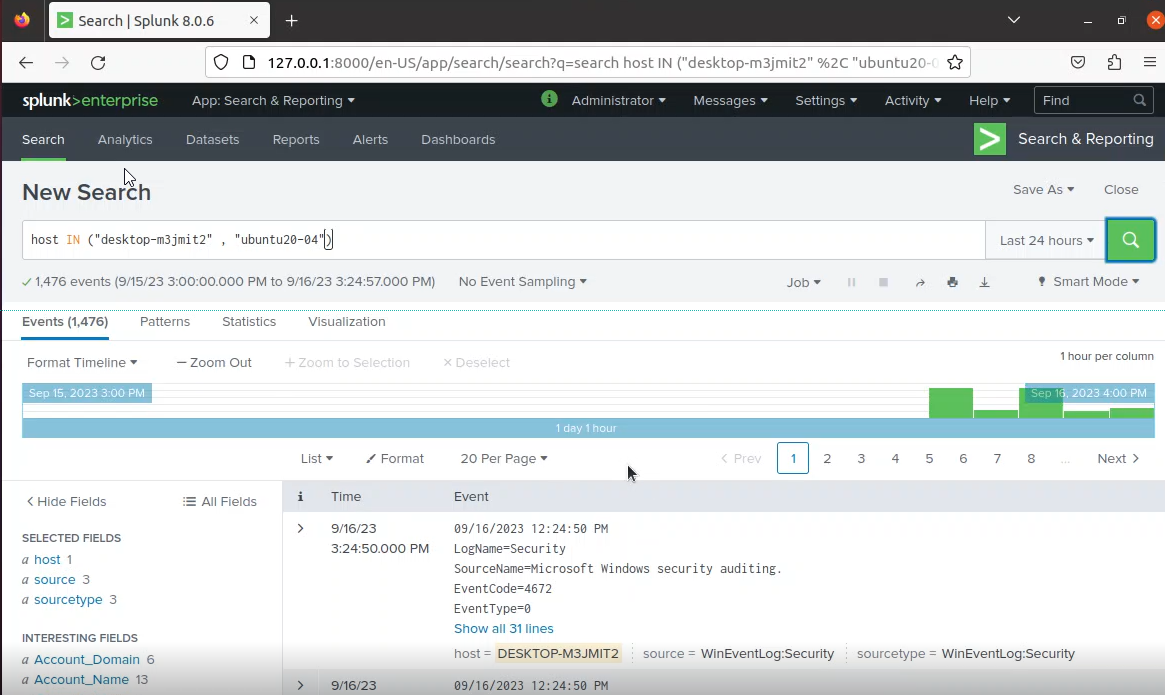 Search | Splunk 8.0.6
127.0.0.1:8000/en-US/app/search/search?q=search host IN ("desktop-m3jmit2" %2C "ubuntu20-0
splunk>enterprise App: Search & Reporting Administrator Messages Settings Activity Help Find
Search Analytics Datasets Reports Alerts Dashboards Search & Reporting
New Search Save As Close
host IN ("desktop-m3jmit2" , "ubuntu20-04") Last 24 hours
1,476 events (9/15/23 3:00:00.000 PM to 9/16/23 3:24:57.000 PM) No Event Sampling Job Smart Mode
Events (1,476) Patterns Statistics Visualization
Format Timeline — Zoom Out + Zoom to Selection × Deselect 1 hour per column
Sep 15, 2023 3:00 PM Sep 16, 2023 4:00 PM
1 day 1 hour
List Format 20 Per Page < Prev 1 2 3 4 5 6 7 8 ... Next >
< Hide Fields All Fields i Time Event
SELECTED FIELDS
a host 1
a source 3
a sourcetype 3
INTERESTING FIELDS
a Account_Domain 6
a Account_Name 13
> 9/16/23 09/16/2023 12:24:50 PM
3:24:50.000 PM LogName=Security
SourceName=Microsoft Windows security auditing.
EventCode=4672
EventType=0
Show all 31 lines
host = DESKTOP-M3JMIT2 source = WinEventLog:Security sourcetype = WinEventLog:Security
> 9/16/23 09/16/2023 12:24:50 PM